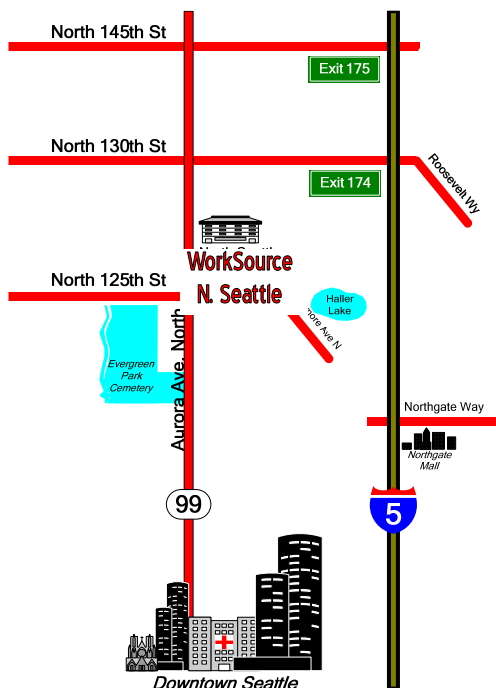 North 145th St
Exit 175
North 130th St
Exit 174
Roosevelt Wy
WorkSource
N. Seattle
North 125th St
Haller
Lake
Ave N
Aurora Ave. North
Evergreen
Park
Cemetery
Northgate Way
Northgate
Mall
99
5
Downtown Seattle